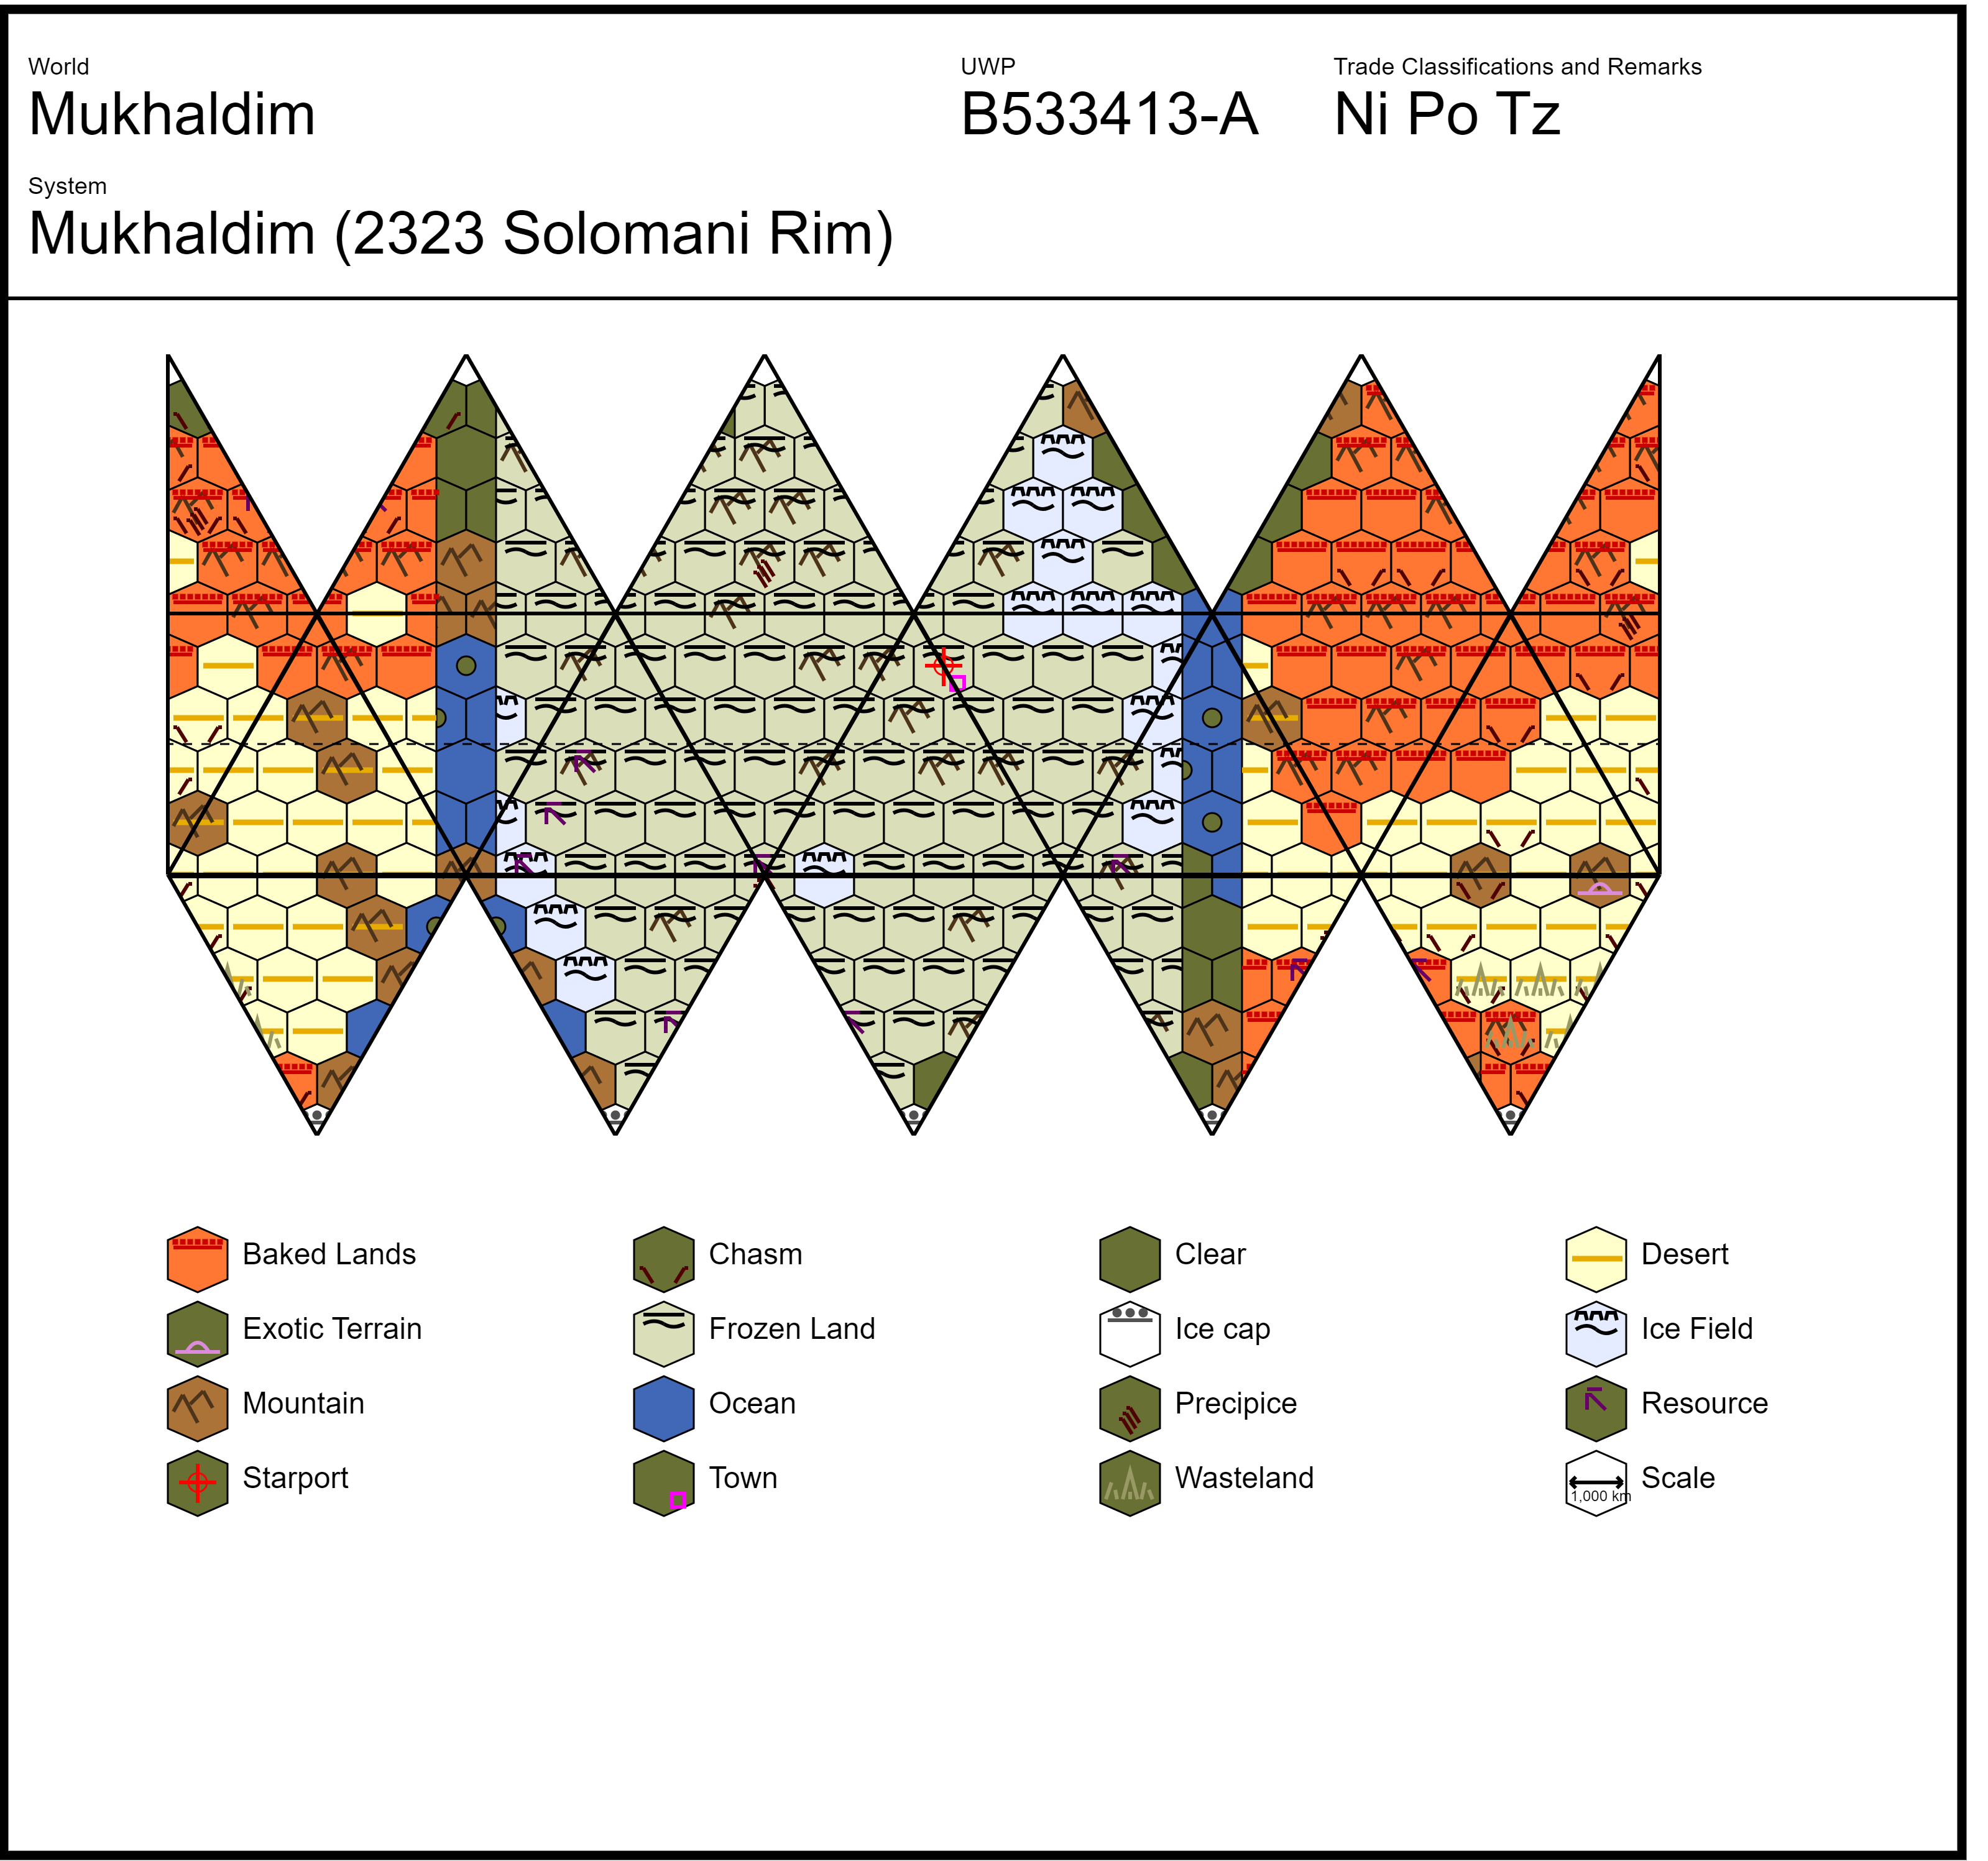 World
Mukhaldim
UWP
B533413-A
Trade Classifications and Remarks
Ni Po Tz
System
Mukhaldim (2323 Solomani Rim)
Baked Lands
Chasm
Clear
Desert
Exotic Terrain
Frozen Land
Ice cap
Ice Field
Mountain
Ocean
Precipice
Resource
Starport
Town
Wasteland
1,000 km
Scale